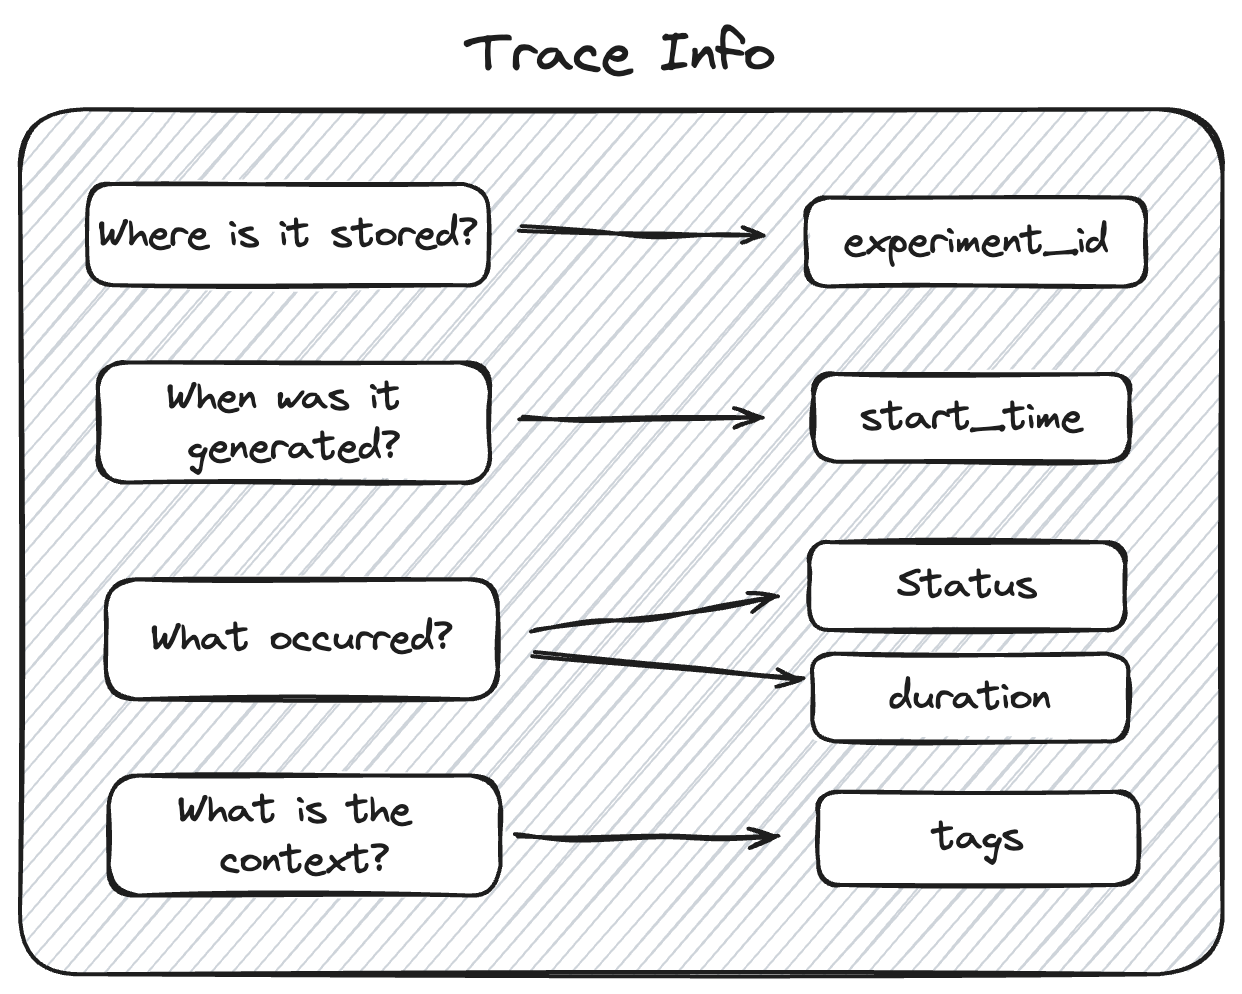 Trace Info
Where is it stored?
experiment_id
When was it
generated?
start_time
What occurred?
Status
duration
What is the
context?
tags